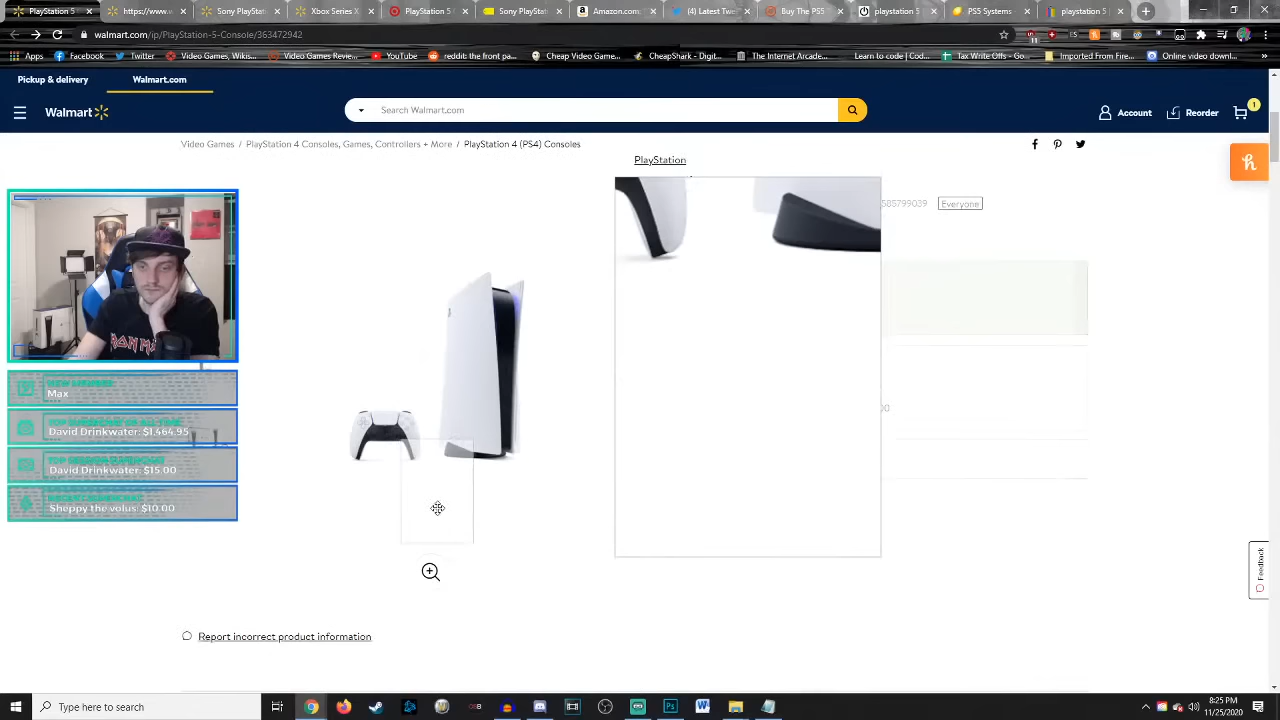 PlayStation 5
https://www.w
Sony PlaySta
Xbox Series X
PlayStation 5
Sony PlayStat
Amazon.com:
(4) Latest Twe
Buy The PS5
playstation 5
PS5 Systems
playstation 5
walmart.com/ip/PlayStation-5-Console/363472942
Apps Facebook Twitter Video Games, Wikis... Video Games Review... YouTube reddit: the front pa... Cheap Video Game... CheapShark - Digit... The Internet Arcade... Learn to code | Cod... Tax Write Offs - Go... Imported From Fire... Online video downl...
Pickup & delivery Walmart.com
Walmart Search Walmart.com Account Reorder 1
Video Games / PlayStation 4 Consoles, Games, Controllers + More / PlayStation 4 (PS4) Consoles
PlayStation
585799039 Everyone
IRON MAIDEN
Max
David Drinkwater: $1,464.95
David Drinkwater: $15.00
Sheppy the volus: $10.00
Feedback
Report incorrect product information
Type here to search
8:25 PM
11/25/2020